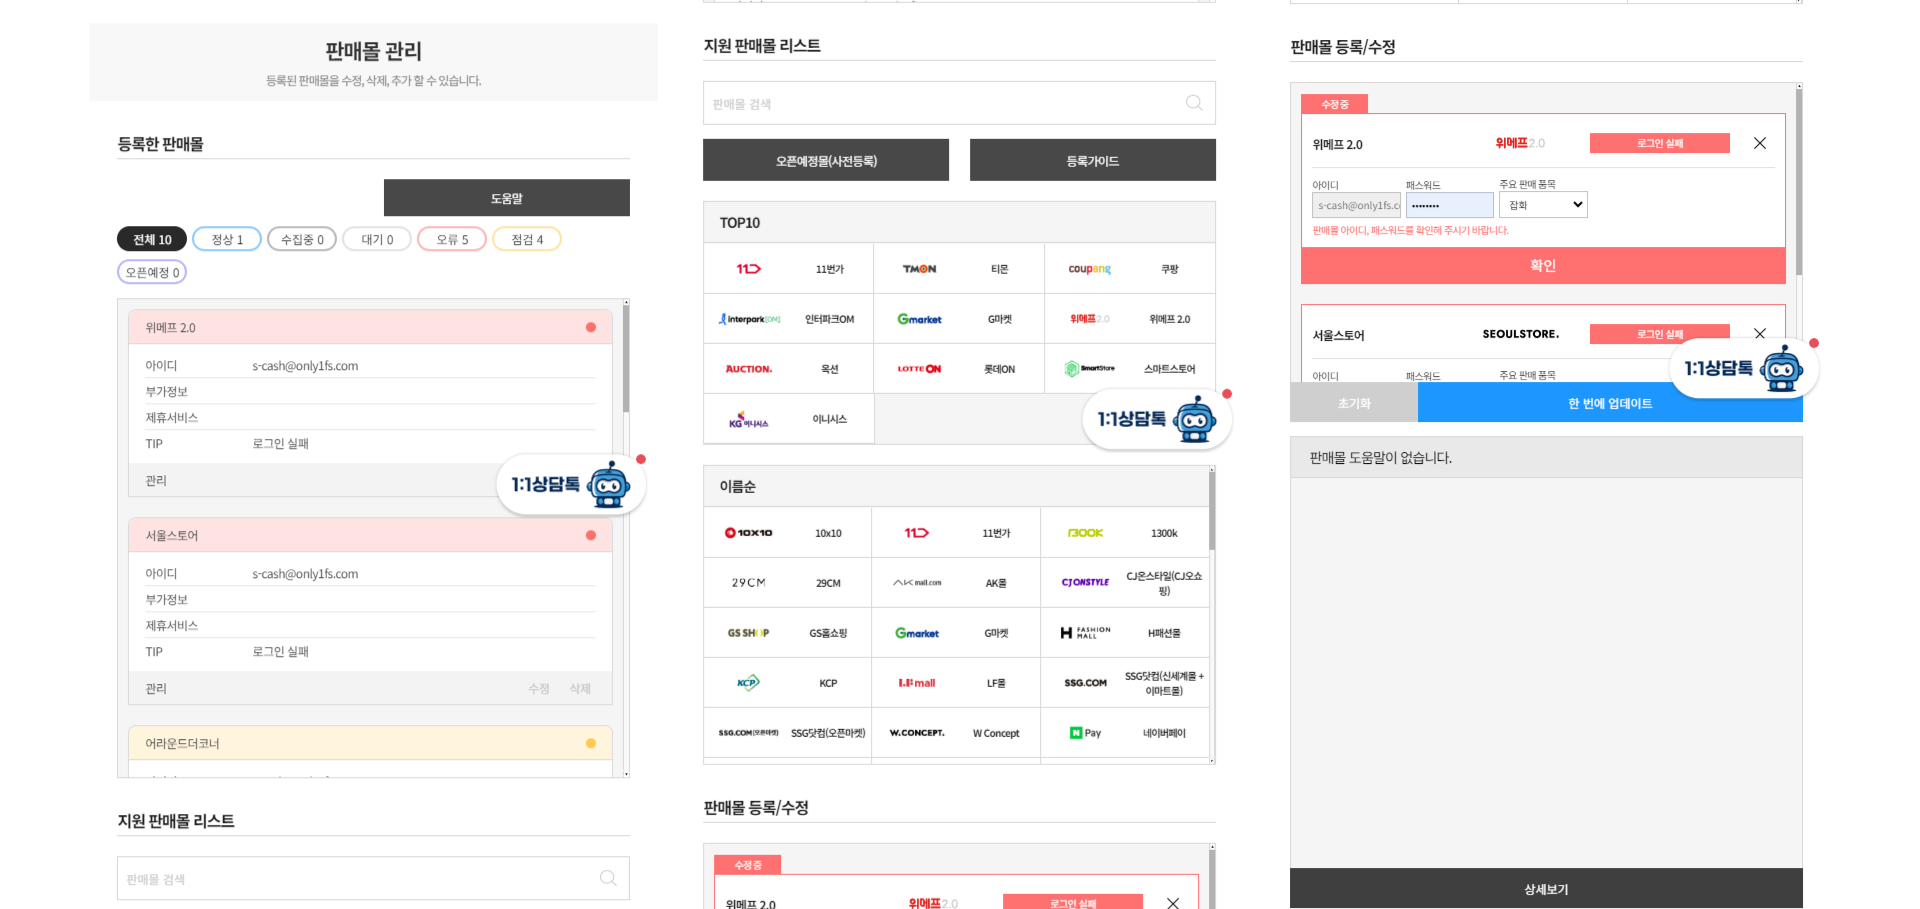 판매몰 관리
등록된 판매몰을 수정, 삭제, 추가 할 수 있습니다.
등록한 판매몰
도움말
전체 10
정상 1
수집중 0
대기 0
오류 5
점검 4
오픈예정 0
위메프 2.0
아이디 s-cash@only1fs.com
부가정보
제휴서비스
TIP 로그인 실패
관리
1:1상담톡
서울스토어
아이디 s-cash@only1fs.com
부가정보
제휴서비스
TIP 로그인 실패
관리 수정 삭제
어라운드더코너
지원 판매몰 리스트
판매몰 검색
지원 판매몰 리스트
판매몰 검색
오픈예정몰(사전등록) 등록가이드
TOP10
11 11번가 TMON 티몬 coupang 쿠팡
interpark[OM] 인터파크OM Gmarket G마켓 위메프2.0 위메프 2.0
AUCTION. 옥션 LOTTE ON 롯데ON SmartStore 스마트스토어
KG 이니시스 이니시스
1:1상담톡
이름순
10X10 10x10 11 11번가 1300K 1300k
29CM 29CM AK mall.com AK몰 CJ ONSTYLE CJ온스타일(CJ오쇼
핑)
GS SHOP GS홈쇼핑 Gmarket G마켓 H FASHION MALL H패션몰
KCP KCP LF mall LF몰 SSG.COM SSG닷컴(신세계몰 +
이마트몰)
SSG.COM(오픈마켓) SSG닷컴(오픈마켓) W.CONCEPT. W Concept N Pay 네이버페이
판매몰 등록/수정
수정중
위메프 2.0 위메프2.0 로그인 실패
판매몰 등록/수정
수정중
위메프 2.0 위메프2.0 로그인 실패
아이디 패스워드 주요 판매 품목
s-cash@only1fs.co •••••••• 잡화
판매몰 아이디, 패스워드를 확인해 주시기 바랍니다.
확인
서울스토어 SEOULSTORE. 로그인 실패
아이디 패스워드 주요 판매 품목
1:1상담톡
초기화 한 번에 업데이트
판매몰 도움말이 없습니다.
상세보기